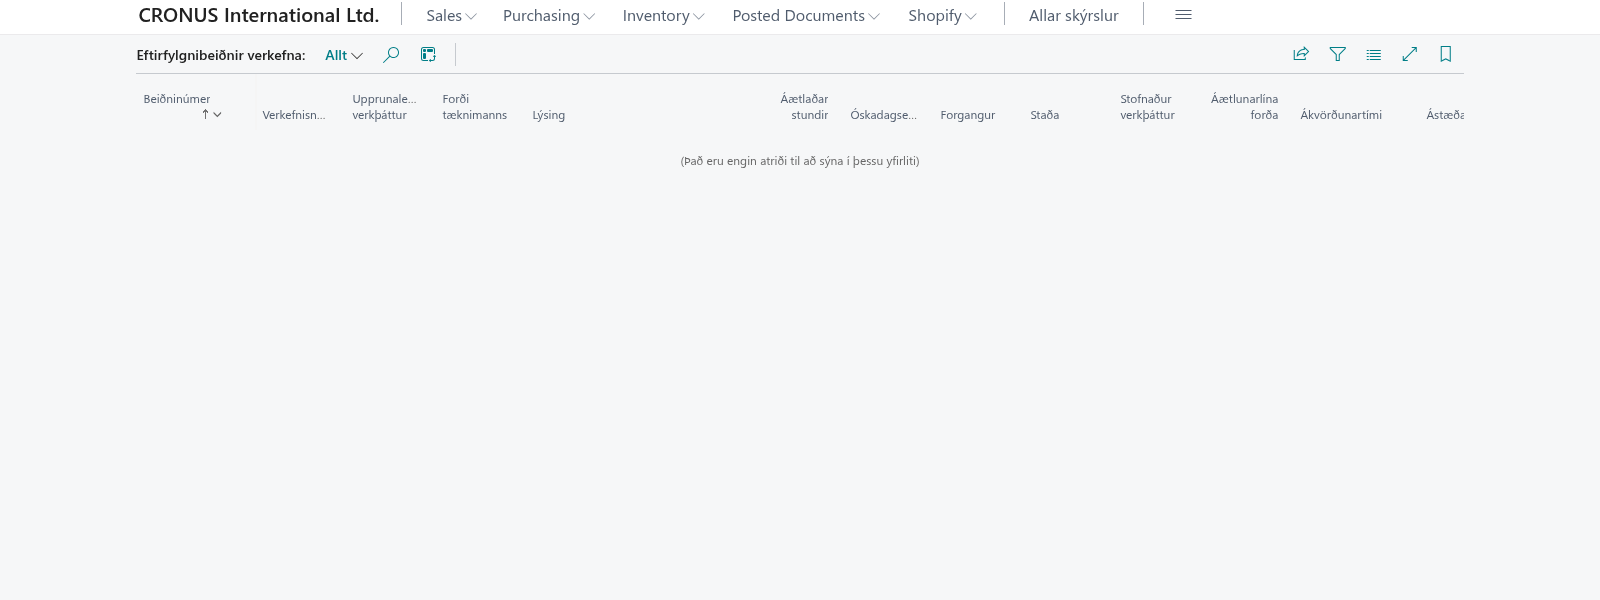 CRONUS International Ltd. Sales Purchasing Inventory Posted Documents Shopify Allar skýrslur
Eftirfylgnibeiðnir verkefna: Allt
Beiðninúmer Verkefnisn... Upprunale... verkþáttur Forði tæknimanns Lýsing Áætlaðar stundir Óskadagse... Forgangur Staða Stofnaður verkþáttur Áætlunarlína forða Ákvörðunartími Ástæða
(Það eru engin atriði til að sýna í þessu yfirliti)